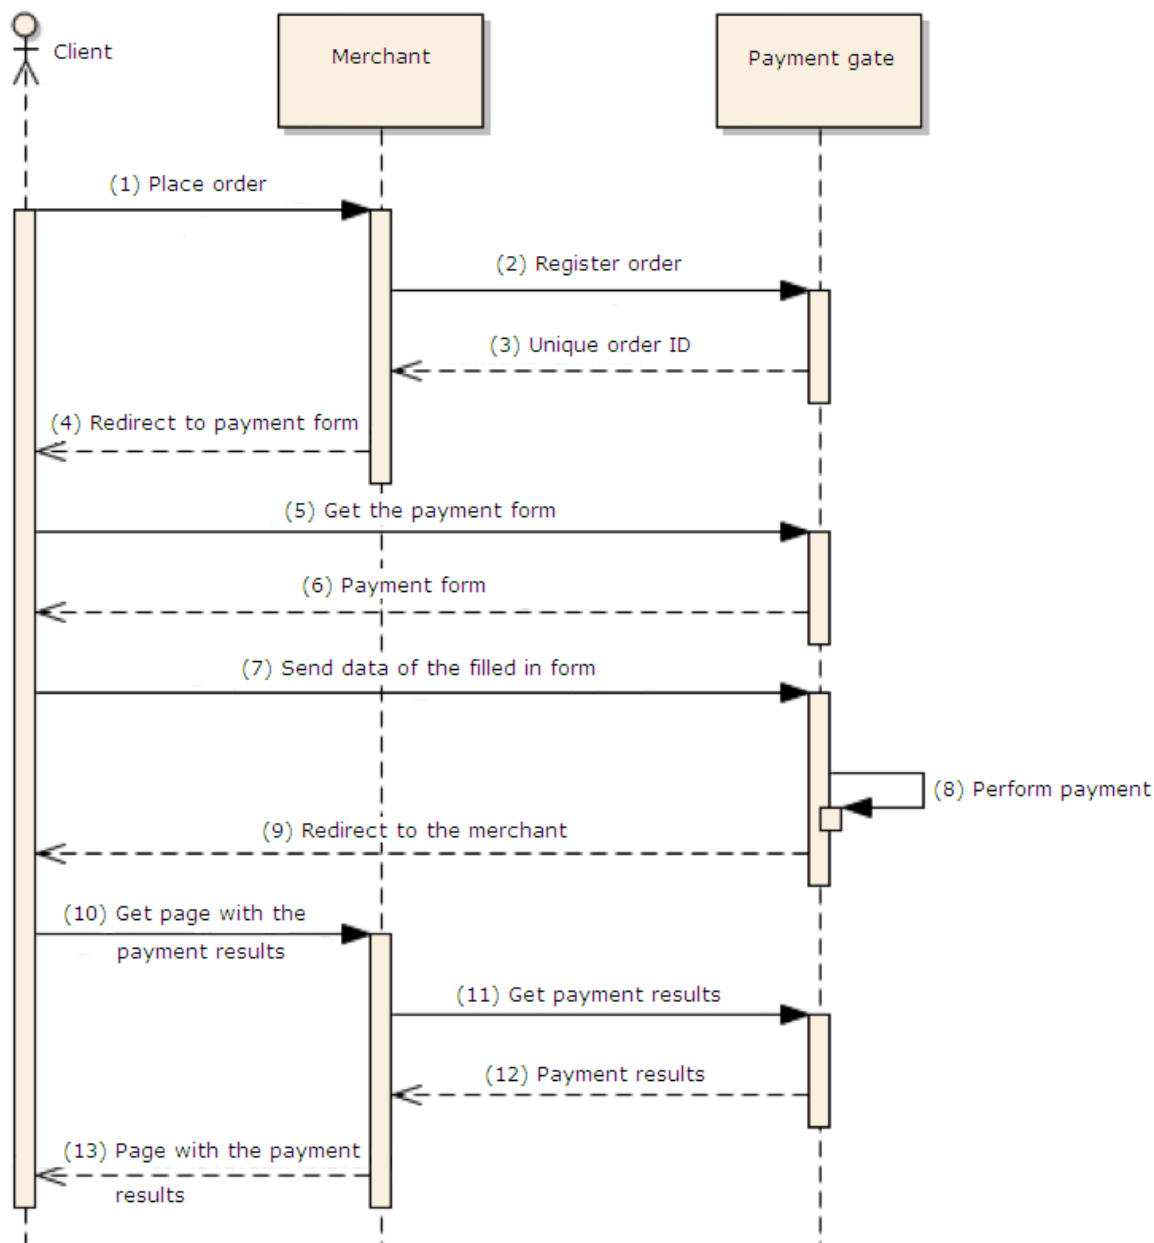 Client
Merchant
Payment gate
(1) Place order
(2) Register order
(3) Unique order ID
(4) Redirect to payment form
(5) Get the payment form
(6) Payment form
(7) Send data of the filled in form
(8) Perform payment
(9) Redirect to the merchant
(10) Get page with the
payment results
(11) Get payment results
(12) Payment results
(13) Page with the payment
results